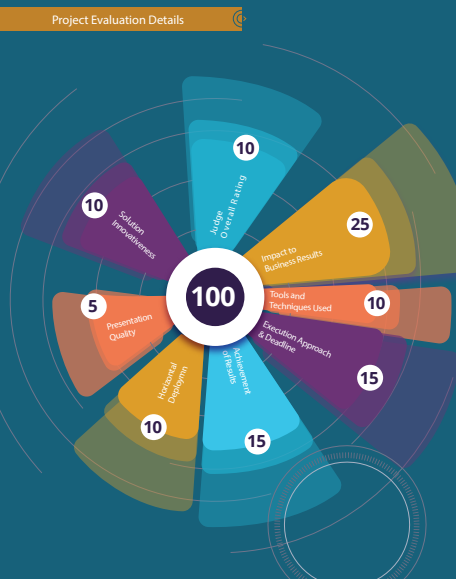 Project Evaluation Details
10
Judge
Overall Rating
25
Impact to
Business Results
10
Tools and
Techniques Used
15
Execution Approach
& Deadline
15
Achievement
of Results
10
Horizontal
Deploymn
5
Presentation
Quality
10
Solution
Innovativeness
100